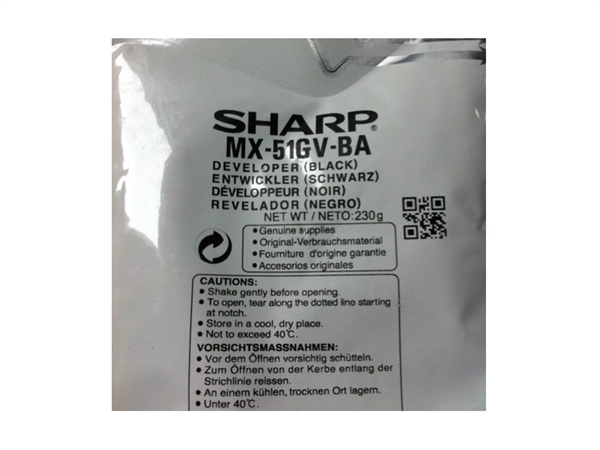 SHARP®
MX-51GV-BA
DEVELOPER (BLACK)
ENTWICKLER (SCHWARZ)
DÉVELOPPEUR (NOIR)
REVELADOR (NEGRO)
NET WT / NETO:230g
• Genuine supplies
• Original-Verbrauchsmaterial
• Fourniture d'origine garantie
• Accesorios originales
CAUTIONS:
• Shake gently before opening.
• To open, tear along the dotted line starting
at notch.
• Store in a cool, dry place.
• Not to exceed 40℃.
VORSICHTSMASSNAHMEN:
• Vor dem Öffnen vorsichtig schütteln.
• Zum Öffnen von der Kerbe entlang der
Strichlinie reissen.
• An einem kühlen, trocknen Ort lagern.
• Unter 40℃.